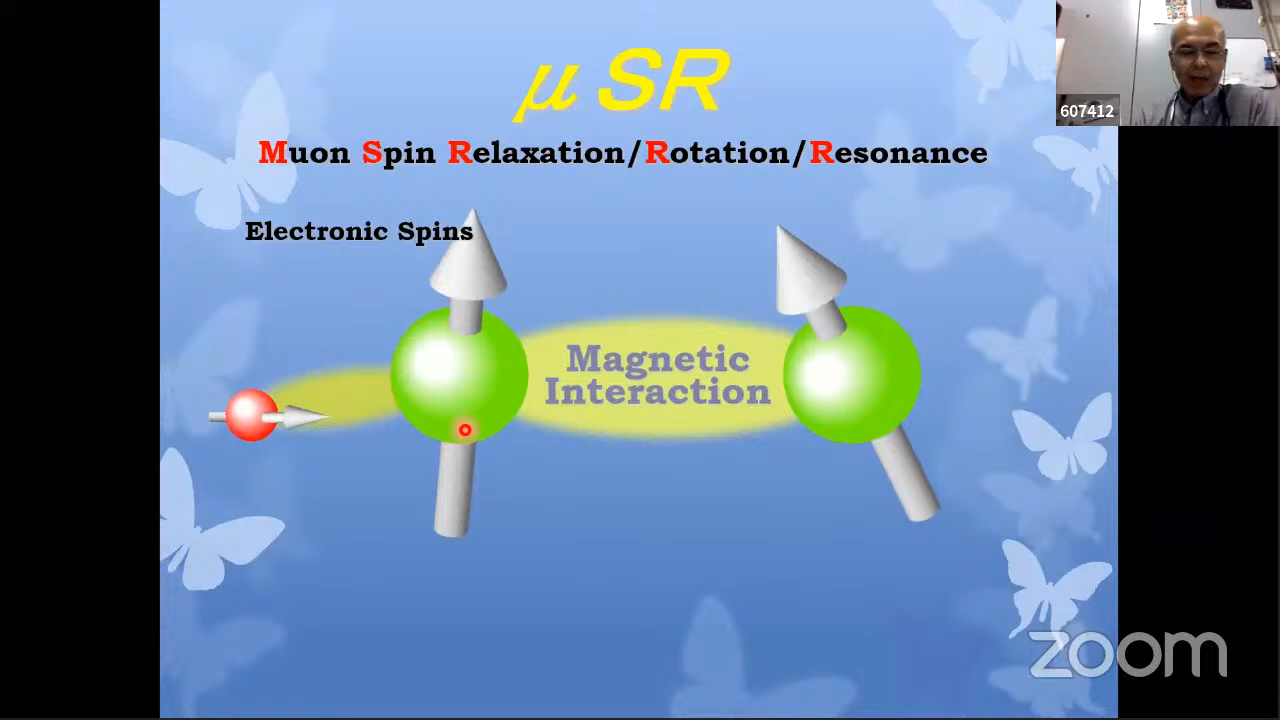 μSR
Muon Spin Relaxation/Rotation/Resonance
Electronic Spins
Magnetic
Interaction
607412
zoom